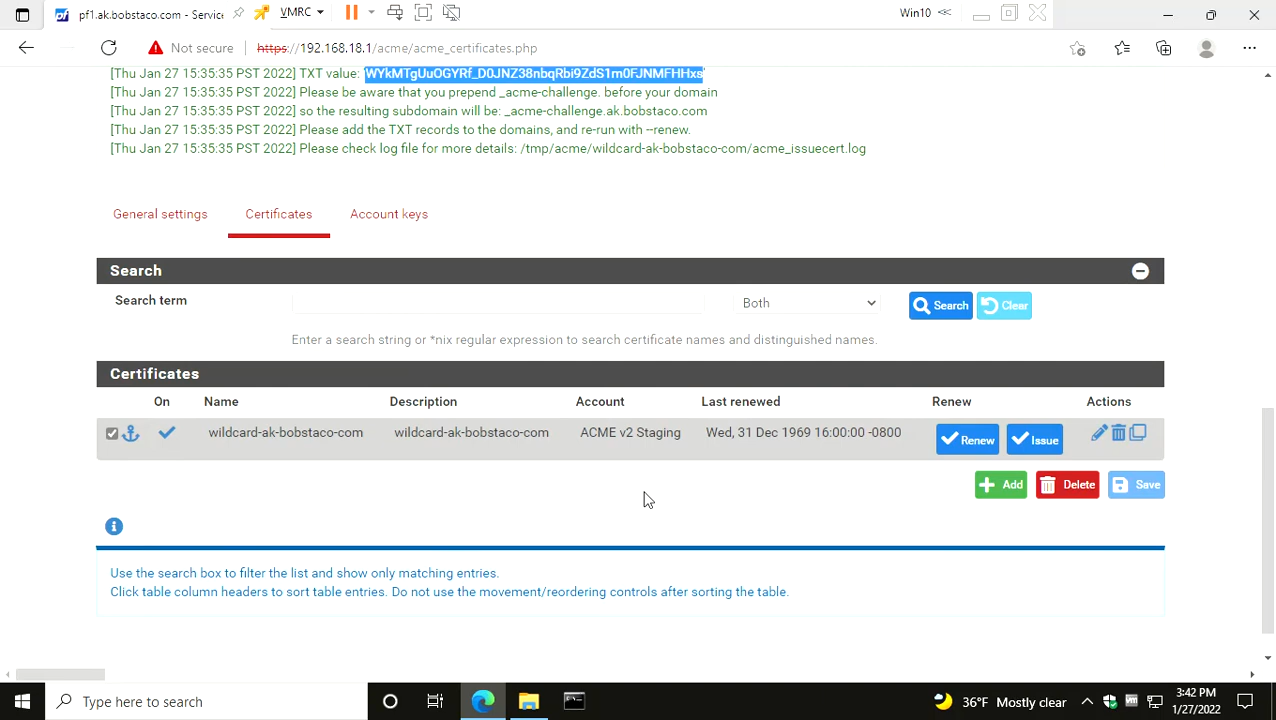 pf1.ak.bobstaco.com - Servic
VMRC
Win10
Not secure
https://192.168.18.1/acme/acme_certificates.php
[Thu Jan 27 15:35:35 PST 2022] TXT value: 'WYkMTgUuOGYRf_D0JNZ38nbqRbi9ZdS1m0FJNMFHHxs'
[Thu Jan 27 15:35:35 PST 2022] Please be aware that you prepend _acme-challenge. before your domain
[Thu Jan 27 15:35:35 PST 2022] so the resulting subdomain will be: _acme-challenge.ak.bobstaco.com
[Thu Jan 27 15:35:35 PST 2022] Please add the TXT records to the domains, and re-run with --renew.
[Thu Jan 27 15:35:35 PST 2022] Please check log file for more details: /tmp/acme/wildcard-ak-bobstaco-com/acme_issuecert.log
General settings Certificates Account keys
Search
Search term Both Search Clear
Enter a search string or *nix regular expression to search certificate names and distinguished names.
Certificates
On Name Description Account Last renewed Renew Actions
wildcard-ak-bobstaco-com wildcard-ak-bobstaco-com ACME v2 Staging Wed, 31 Dec 1969 16:00:00 -0800 Renew Issue
Add Delete Save
Use the search box to filter the list and show only matching entries.
Click table column headers to sort table entries. Do not use the movement/reordering controls after sorting the table.
Type here to search
36°F Mostly clear
3:42 PM
1/27/2022